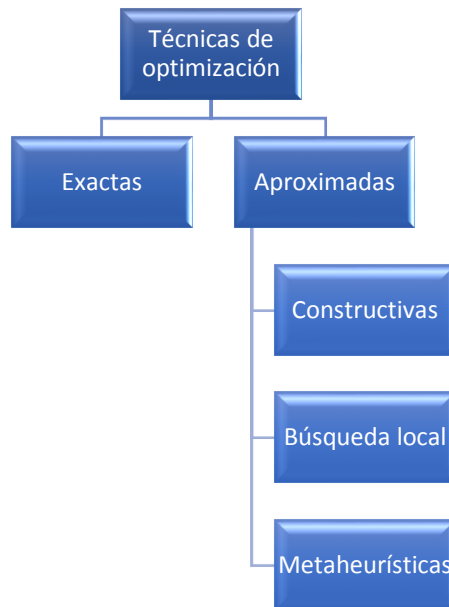 Técnicas de
optimización
Exactas
Aproximadas
Constructivas
Búsqueda local
Metaheurísticas